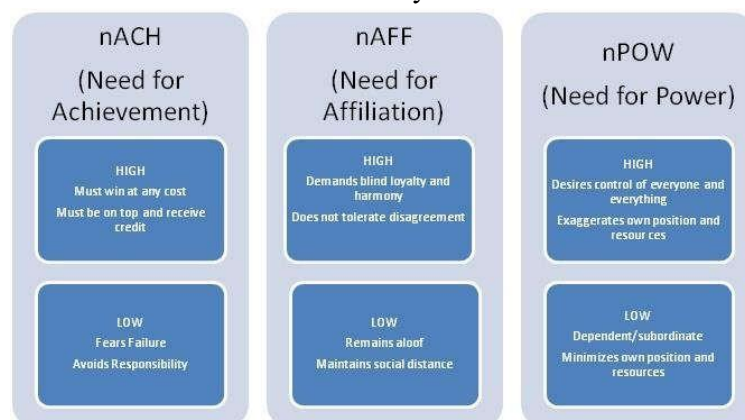 nACH
(Need for
Achievement)
HIGH
Must win at any cost
Must be on top and receive
credit
LOW
Fears Failure
Avoids Responsibility
nAFF
(Need for
Affiliation)
HIGH
Demands blind loyalty and
harmony
Does not tolerate disagreement
LOW
Remains aloof
Maintains social distance
nPOW
(Need for Power)
HIGH
Desires control of everyone and
everything
Exaggerates own position and
resources
LOW
Dependent/subordinate
Minimizes own position and
resources